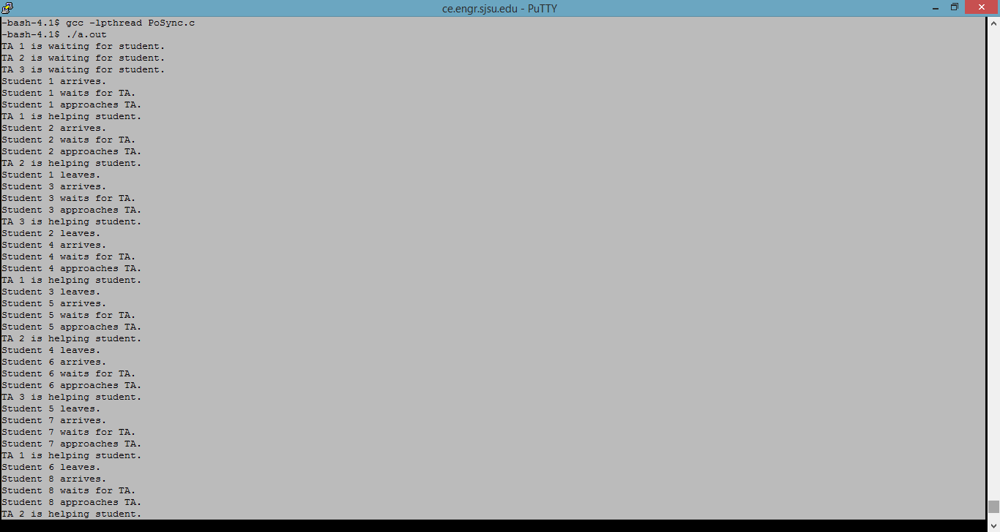 ce.engr.sjsu.edu - PuTTY
-bash-4.1$ gcc -lpthread PoSync.c
-bash-4.1$ ./a.out
TA 1 is waiting for student.
TA 2 is waiting for student.
TA 3 is waiting for student.
Student 1 arrives.
Student 1 waits for TA.
Student 1 approaches TA.
TA 1 is helping student.
Student 2 arrives.
Student 2 waits for TA.
Student 2 approaches TA.
TA 2 is helping student.
Student 1 leaves.
Student 3 arrives.
Student 3 waits for TA.
Student 3 approaches TA.
TA 3 is helping student.
Student 2 leaves.
Student 4 arrives.
Student 4 waits for TA.
Student 4 approaches TA.
TA 1 is helping student.
Student 3 leaves.
Student 5 arrives.
Student 5 waits for TA.
Student 5 approaches TA.
TA 2 is helping student.
Student 4 leaves.
Student 6 arrives.
Student 6 waits for TA.
Student 6 approaches TA.
TA 3 is helping student.
Student 5 leaves.
Student 7 arrives.
Student 7 waits for TA.
Student 7 approaches TA.
TA 1 is helping student.
Student 6 leaves.
Student 8 arrives.
Student 8 waits for TA.
Student 8 approaches TA.
TA 2 is helping student.